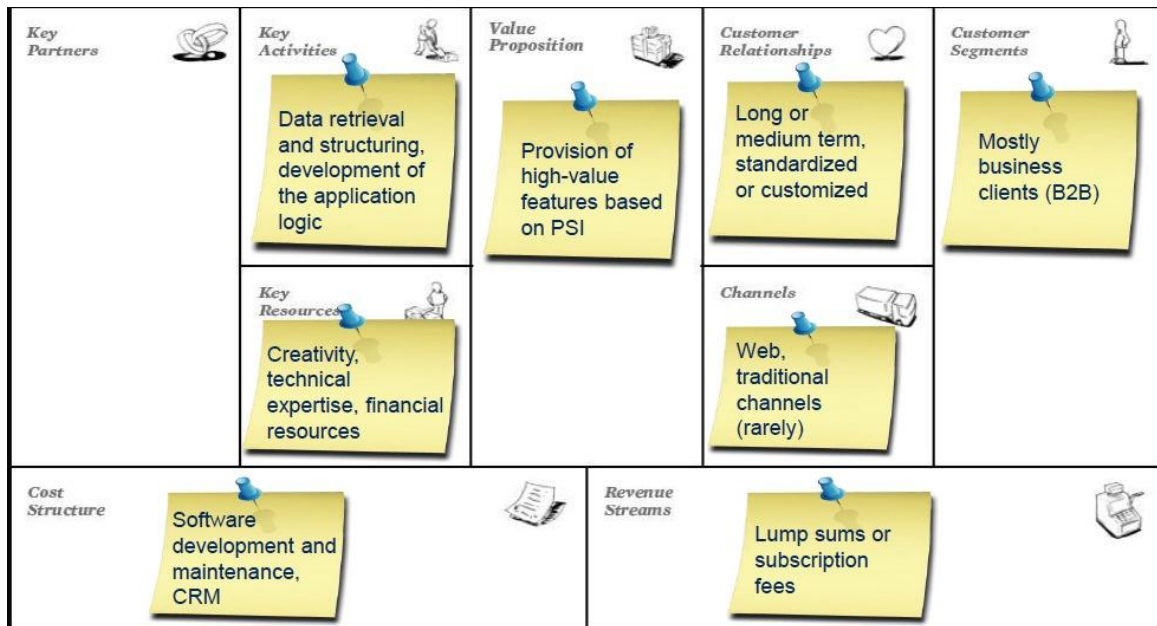 Key
Partners
Key
Activities
Data retrieval
and structuring,
development of
the application
logic
Key
Resources
Creativity,
technical
expertise, financial
resources
Value
Proposition
Provision of
high-value
features based
on PSI
Customer
Relationships
Long or
medium term,
standardized
or customized
Channels
Web,
traditional
channels
(rarely)
Customer
Segments
Mostly
business
clients (B2B)
Cost
Structure
Software
development and
maintenance,
CRM
Revenue
Streams
Lump sums or
subscription
fees